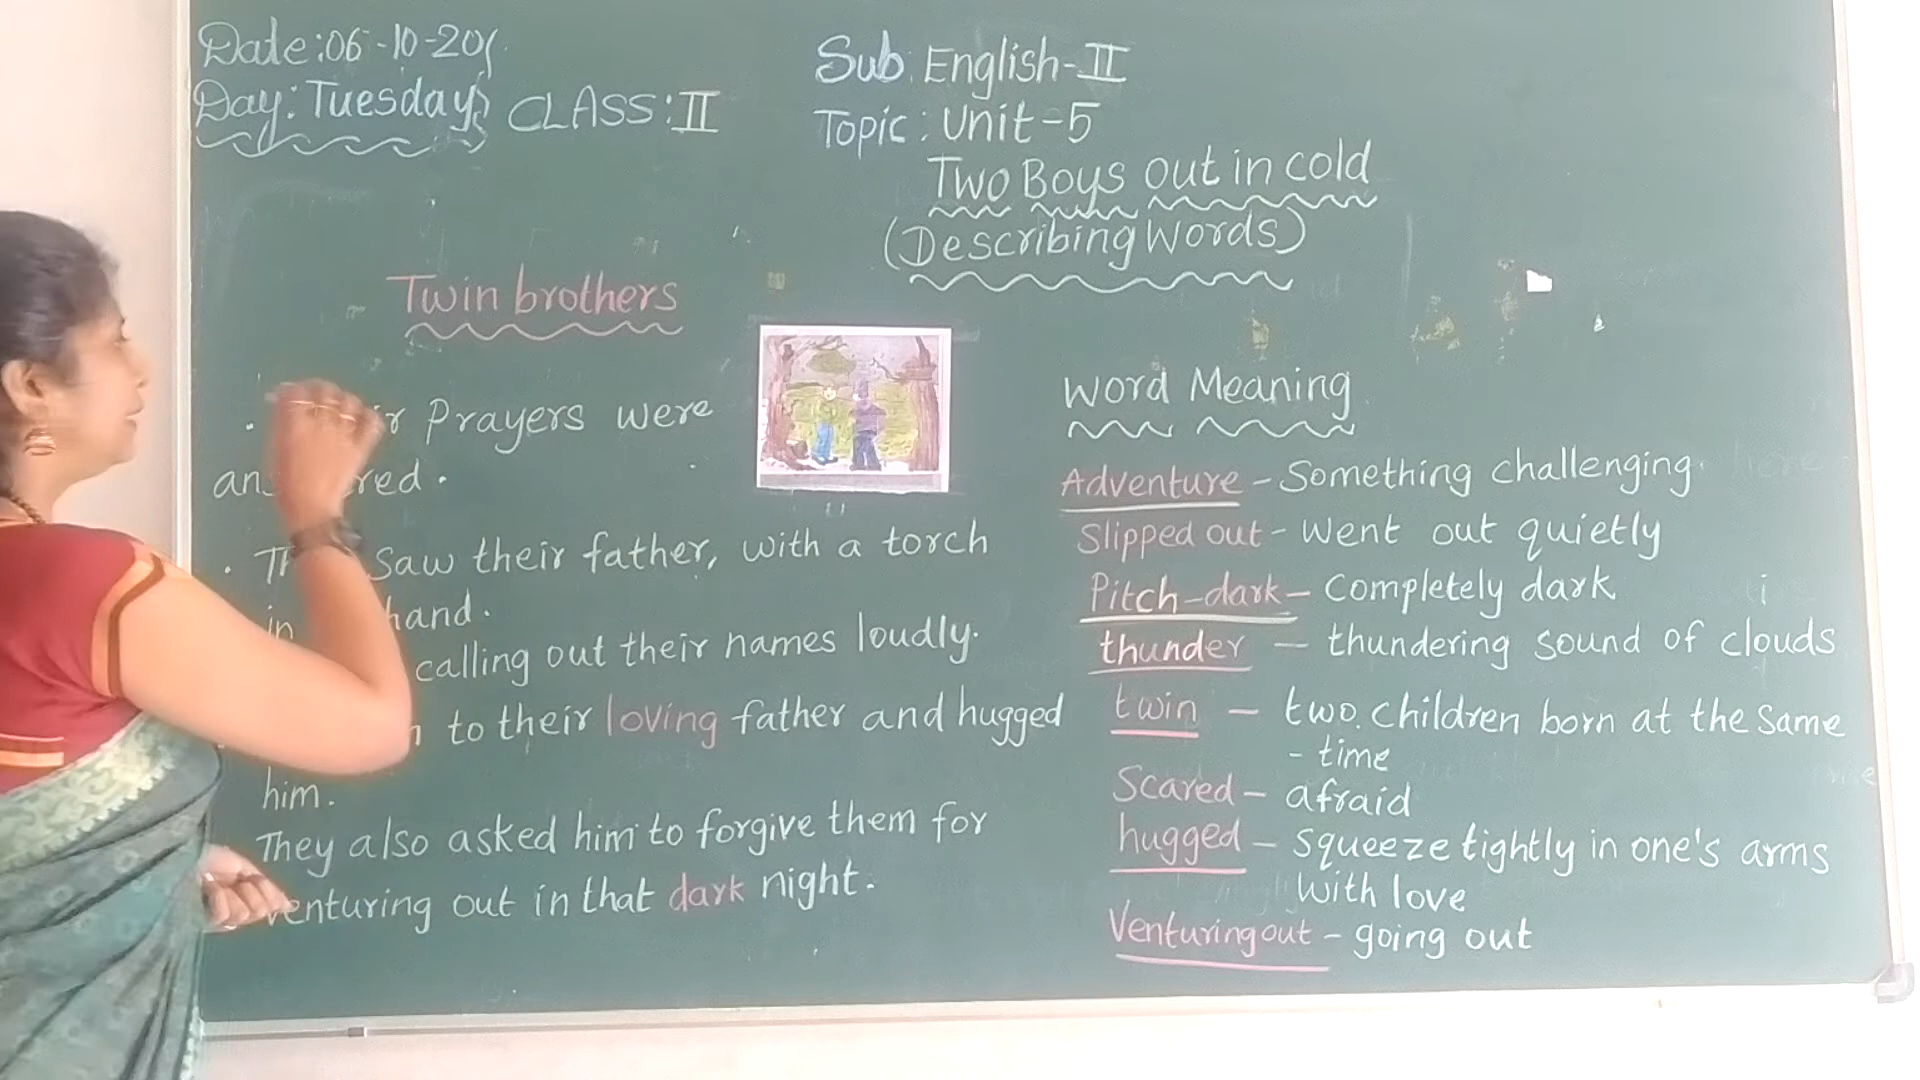 Date:06-10-20
Day: Tuesday
CLASS: II
Sub: English-II
Topic: Unit-5
Two Boys out in cold
(Describing Words)
Twin brothers
Prayers were
Saw their father, with a torch
in hand.
calling out their names loudly.
to their loving father and hugged
him.
They also asked him to forgive them for
venturing out in that dark night.
Word Meaning
Adventure - Something challenging
Slipped out - Went out quietly
Pitch-dark - Completely dark
thunder - thundering sound of clouds
twin - two children born at the Same
- time
Scared - afraid
hugged - squeeze tightly in one's arms
with love
Venturing out - going out